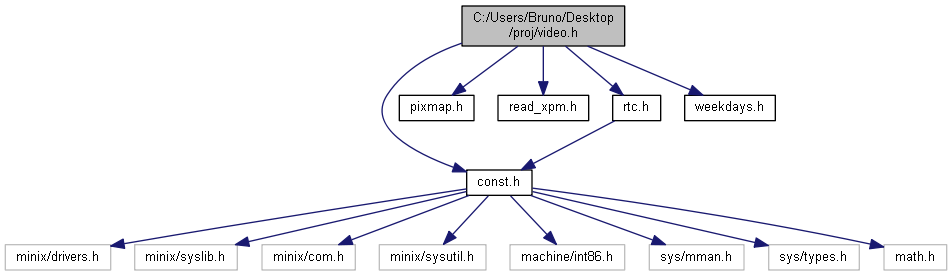 C:/Users/Bruno/Desktop
/proj/video.h
pixmap.h
read_xpm.h
rtc.h
weekdays.h
const.h
minix/drivers.h
minix/syslib.h
minix/com.h
minix/sysutil.h
machine/int86.h
sys/mman.h
sys/types.h
math.h